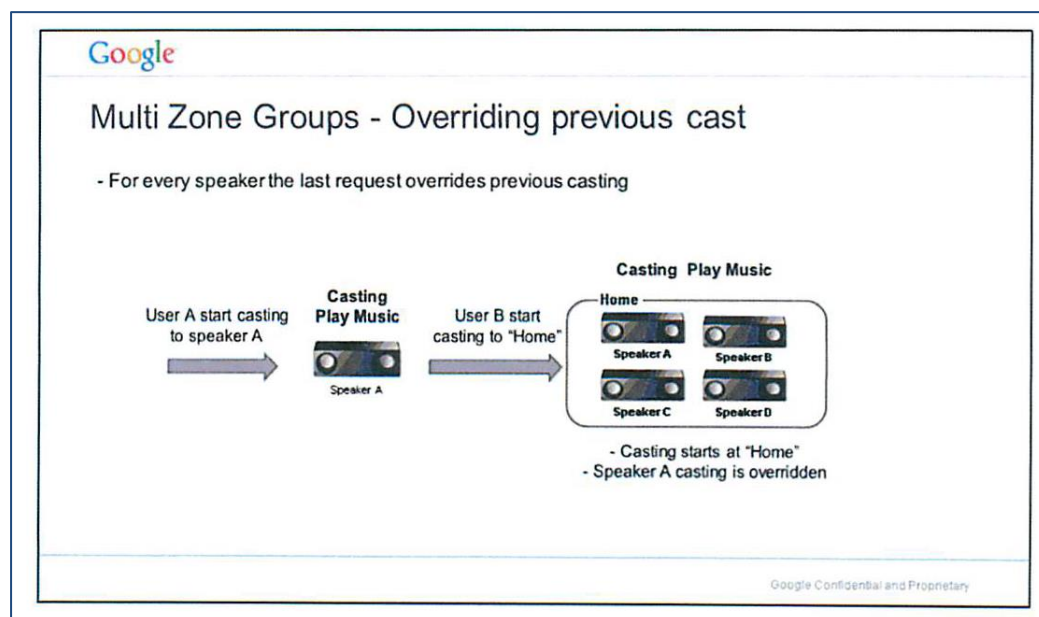 Google
Multi Zone Groups - Overriding previous cast
- For every speaker the last request overrides previous casting
User A start casting
to speaker A
Casting
Play Music
Speaker A
User B start
casting to "Home"
Casting Play Music
Home
Speaker A
Speaker B
Speaker C
Speaker D
- Casting starts at "Home"
- Speaker A casting is overridden
Google Confidential and Proprietary